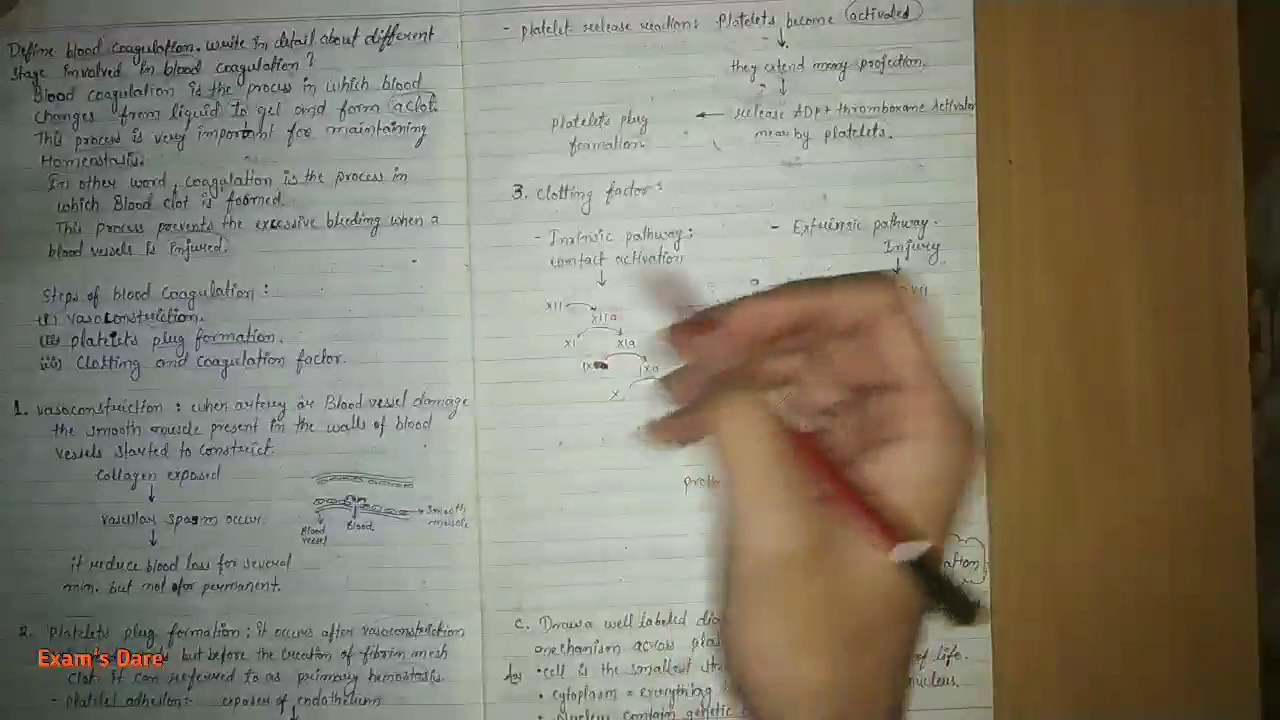 Define blood coagulation. write in detail about different
stage involved in blood coagulation?
Blood coagulation is the process in which blood
changes from liquid to gel and form a clot.
This process is very important for maintaining
Homeostasis.
In other word, coagulation is the process in
which Blood clot is foormed.
This process prevents the excessive bleeding when a
blood vessels is injured.
Steps of blood Coagulation:
(i) vasoconstriction.
(ii) platelets plug formation.
(iii) Clotting and Coagulation factor.
1. vasoconstriction: when artery or Blood vessel damage
the smooth muscle present in the walls of blood
vessels started to constrict.
Collagen exposed
vascular spasm occur.
Blood vessel
Blood
Smooth muscle
it reduce blood loss for several
min. but not for permanent.
2. platelets plug formation: it occurs after vasoconstriction
but before the creation of fibrin mesh
clot. it can referred to as primary hemostasis.
- platelet adhesion:- exposer of endothelium
- platelet release reaction: platelets become activated
they extend many projection.
release ADP + thromboxane Activator
nearby platelets.
platelets plug
formation.
3. Clotting factor:
- Intrinsic pathway:
contact activation
- Extrinsic pathway.
Injury
XII XIIa
VII
XI XIa
IX IXa
X
C. Draw a well labeled
mechanism across
Ans • cell is the smallest of life.
• cytoplasm = everything nucleus.
• Nucleus contain genetic
Exam's Dare